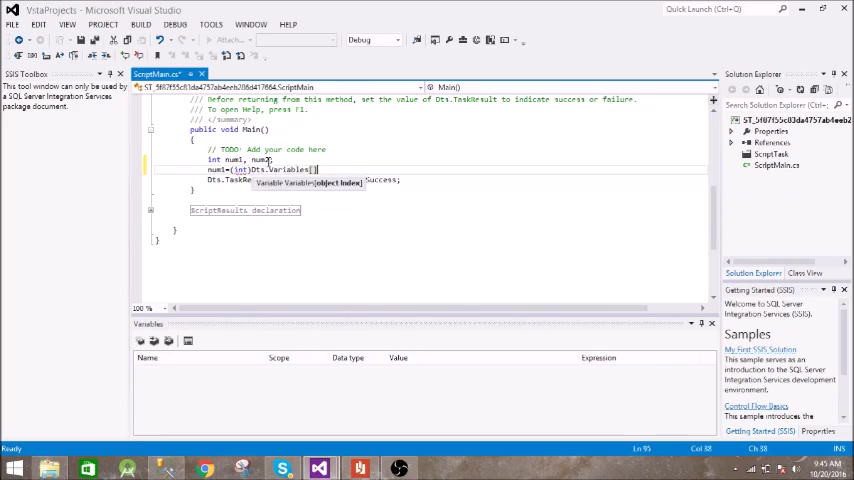 VstaProjects - Microsoft Visual Studio
Quick Launch (Ctrl+Q)
FILE EDIT VIEW PROJECT BUILD DEBUG TOOLS WINDOW HELP
Attach... Debug
SSIS Toolbox
This tool window can only be used by
a SQL Server Integration Services
package document.
ScriptMain.cs*
ST_5f87f55c83da4757ab4eeb286d417664.ScriptMain
Main()
/// Before returning from this method, set the value of Dts.TaskResult to indicate success or failure.
/// To open Help, press F1.
/// </summary>
public void Main()
{
// TODO: Add your code here
int num1, num2;
num1=(int)Dts.Variables[]
Variable Variables[object Index]
Dts.TaskRe
Success;
}
ScriptResults declaration
}
}
100 %
Variables
Name Scope Data type Value Expression
Solution Explorer
Search Solution Explorer (Ctrl+;)
ST_5f87f55c83da4757ab4eeb286
Properties
References
ScriptTask
ScriptMain.cs
Solution Explorer Class View
Getting Started (SSIS)
Welcome to SQL Server
Integration Services (SSIS)
Samples
My First SSIS Solution
This sample serves as an
introduction to the SSIS
development environment.
Control Flow Basics
This sample introduces the
most important
Getting Started (SSIS) Properties
Ready Ln 95 Col 38 Ch 38 INS
9:45 AM
10/20/2016